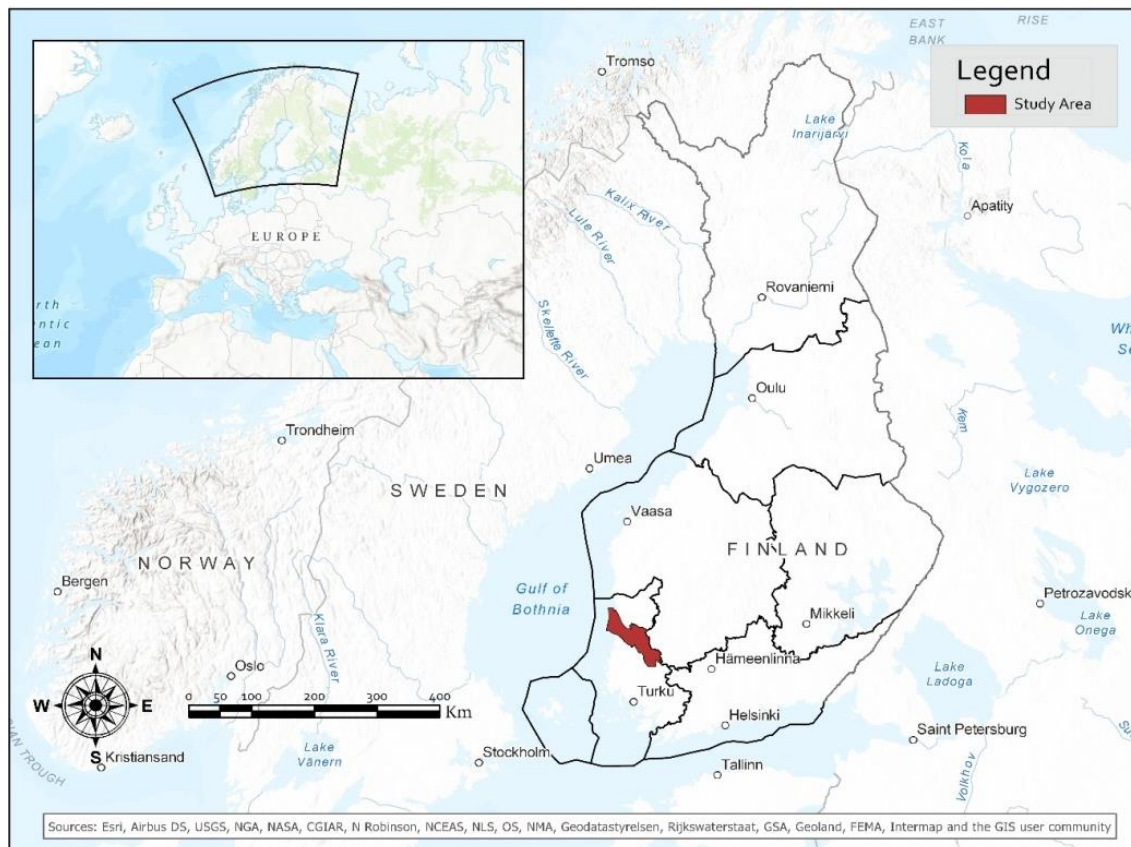 EAST
BANK
RISE
Legend
Study Area
Tromso
Lake
Inarijärvi
Kola
Apatity
Kalix River
Lule River
Skellefte River
EUROPE
Rovaniemi
Oulu
Kem
Trondheim
Umea
SWEDEN
Lake
Vygozero
Vaasa
FINLAND
NORWAY
Bergen
Gulf of
Bothnia
Mikkeli
Petrozavodsk
Lake
Onega
Klara River
N
W
E
S
Oslo
Hämeenlinna
Lake
Ladoga
0 50 100 200 300 400
Km
Turku
Helsinki
Saint Petersburg
Kristiansand
Lake
Vänern
Stockholm
Tallinn
Volkhov
Sources: Esri, Airbus DS, USGS, NGA, NASA, CGIAR, N Robinson, NCEAS, NLS, OS, NMA, Geodatastyrelsen, Rijkswaterstaat, GSA, Geoland, FEMA, Intermap and the GIS user community